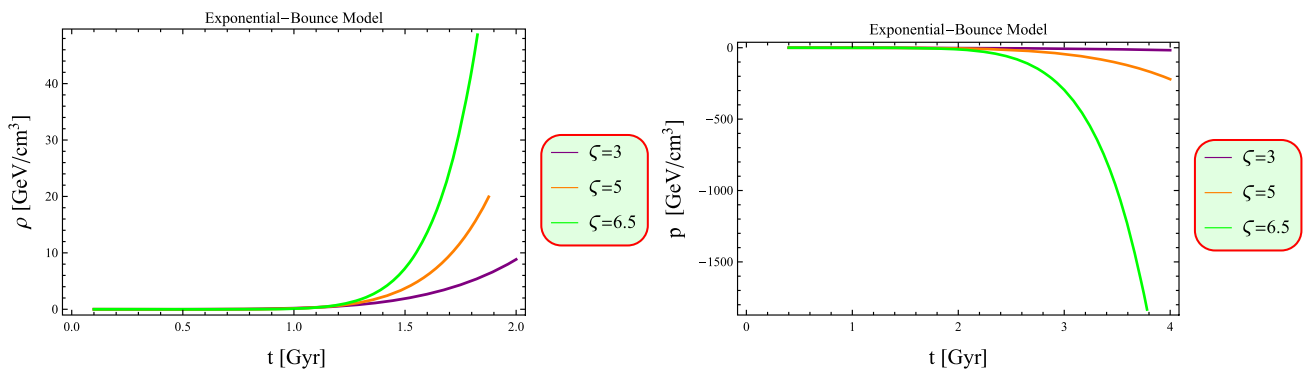 Exponential−Bounce Model
ρ [GeV/cm³]
40
30
20
10
0
0.0 0.5 1.0 1.5 2.0
t [Gyr]
ζ=3
ζ=5
ζ=6.5
Exponential−Bounce Model
p [GeV/cm³]
0
−500
−1000
−1500
0 1 2 3 4
t [Gyr]
ζ=3
ζ=5
ζ=6.5